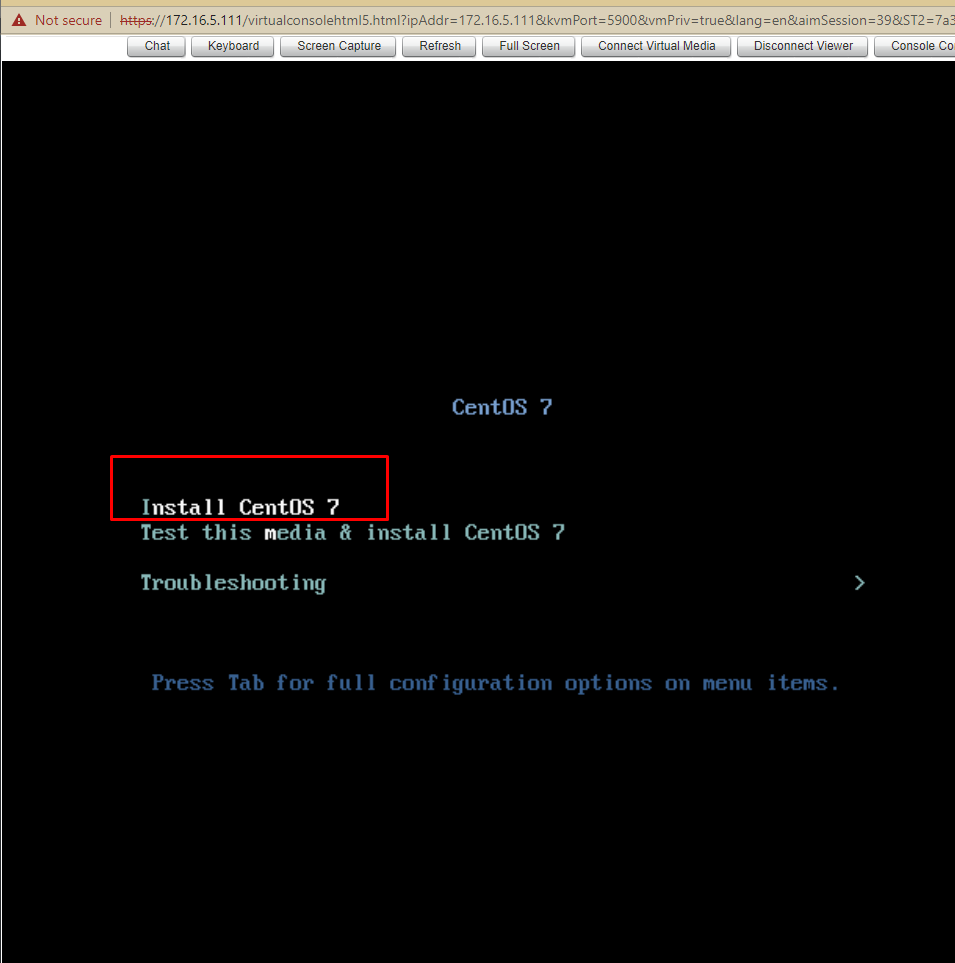 Not secure https://172.16.5.111/virtualconsolehtml5.html?ipAddr=172.16.5.111&kvmPort=5900&vmPriv=true&lang=en&aimSession=39&ST2=7a3
Chat Keyboard Screen Capture Refresh Full Screen Connect Virtual Media Disconnect Viewer Console Co
CentOS 7
Install CentOS 7
Test this media & install CentOS 7
Troubleshooting >
Press Tab for full configuration options on menu items.